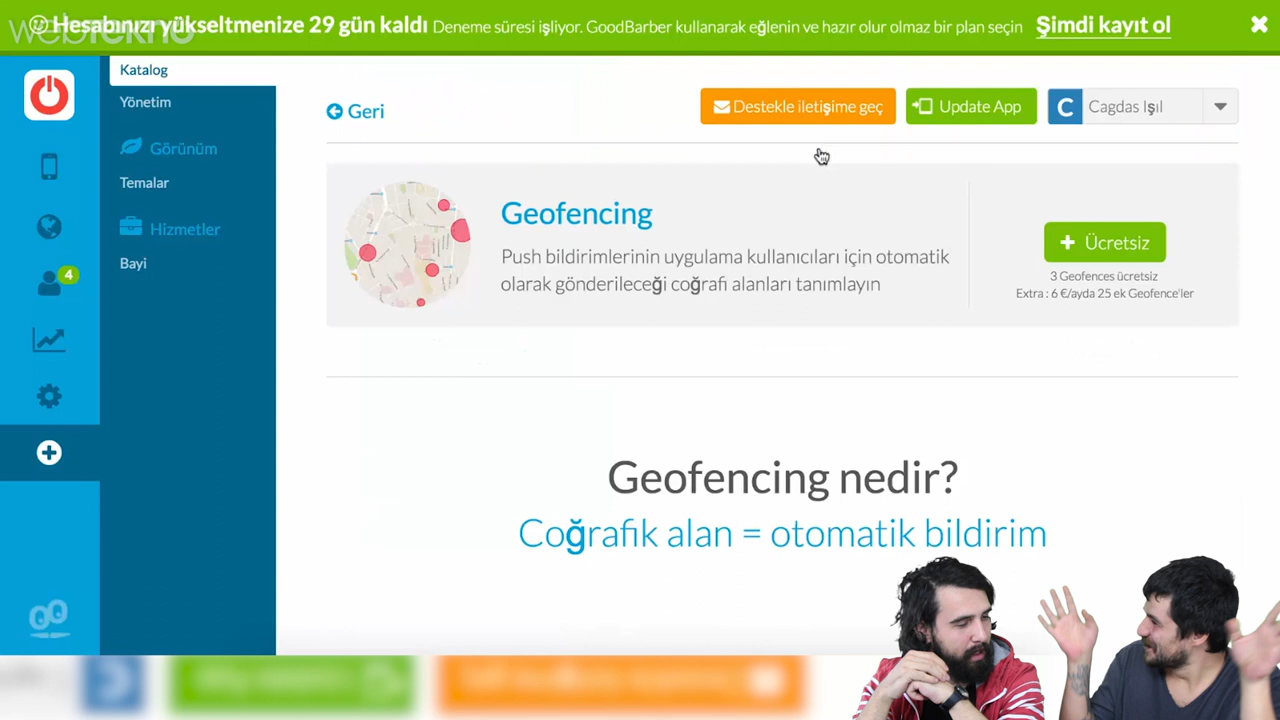 webtekno
Hesabınızı yükseltmenize 29 gün kaldı Deneme süresi işliyor. GoodBarber kullanarak eğlenin ve hazır olur olmaz bir plan seçin Şimdi kayıt ol
Katalog
Yönetim
Görünüm
Temalar
Hizmetler
Bayi
4
Geri
Destekle iletişime geç
Update App
C Cagdas Işıl
Geofencing
Push bildirimlerinin uygulama kullanıcıları için otomatik
olarak gönderileceği coğrafi alanları tanımlayın
+ Ücretsiz
3 Geofences ücretsiz
Extra : 6 €/ayda 25 ek Geofence'ler
Geofencing nedir?
Coğrafik alan = otomatik bildirim